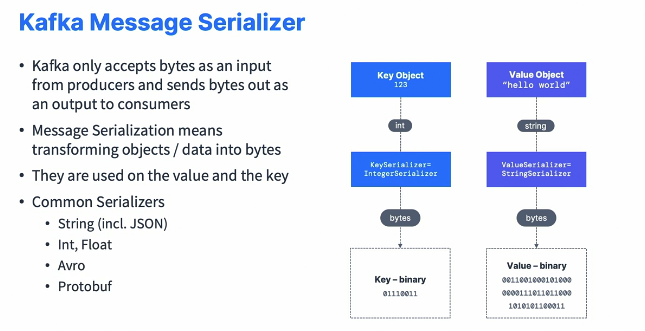 Kafka Message Serializer
• Kafka only accepts bytes as an input
from producers and sends bytes out as
an output to consumers
• Message Serialization means
transforming objects / data into bytes
• They are used on the value and the key
• Common Serializers
• String (incl. JSON)
• Int, Float
• Avro
• Protobuf
Key Object
123
int
KeySerializer=
IntegerSerializer
bytes
Key – binary
01110011
Value Object
"hello world"
string
ValueSerializer=
StringSerializer
bytes
Value – binary
0011001000101000
0000111011011000
1010101100011